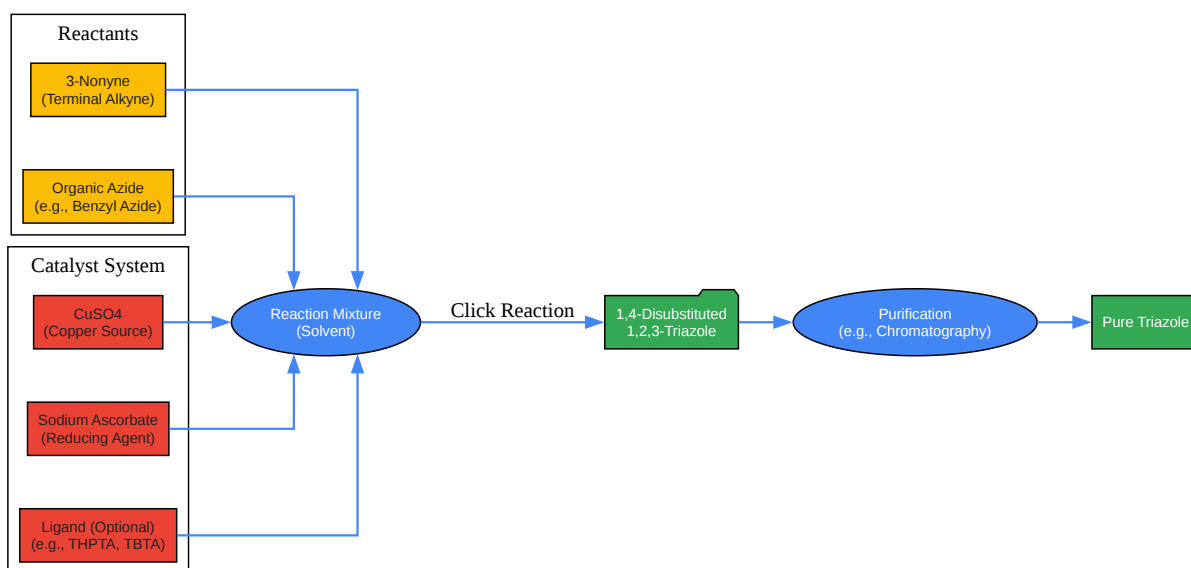 Reactants
3-Nonyne
(Terminal Alkyne)
Organic Azide
(e.g., Benzyl Azide)
Catalyst System
CuSO4
(Copper Source)
Sodium Ascorbate
(Reducing Agent)
Ligand (Optional)
(e.g., THPTA, TBTA)
Reaction Mixture
(Solvent)
Click Reaction
1,4-Disubstituted
1,2,3-Triazole
Purification
(e.g., Chromatography)
Pure Triazole